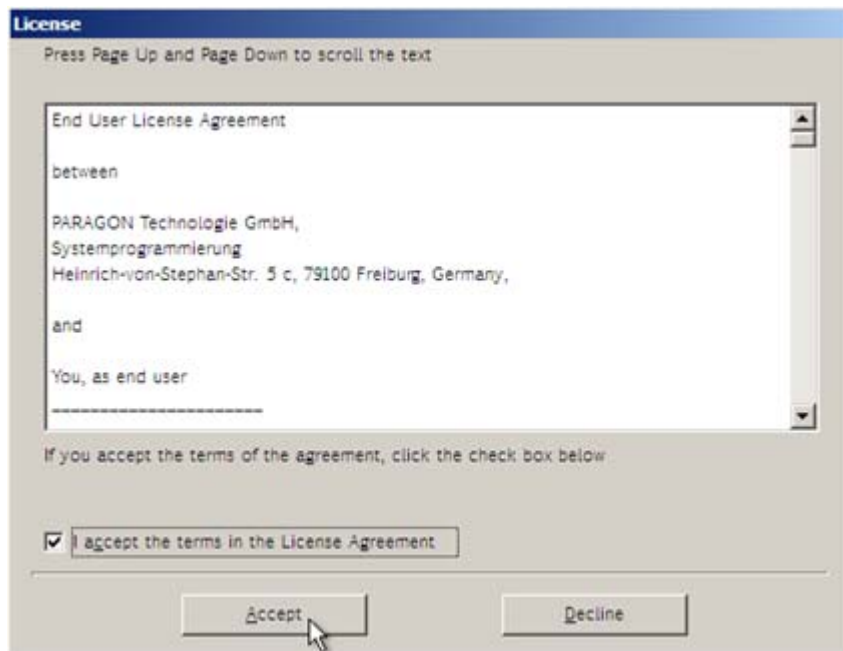 License
Press Page Up and Page Down to scroll the text
End User License Agreement
between
PARAGON Technologie GmbH,
Systemprogrammierung
Heinrich-von-Stephan-Str. 5 c, 79100 Freiburg, Germany,
and
You, as end user
----------------------
If you accept the terms of the agreement, click the check box below
I accept the terms in the License Agreement
Accept
Decline